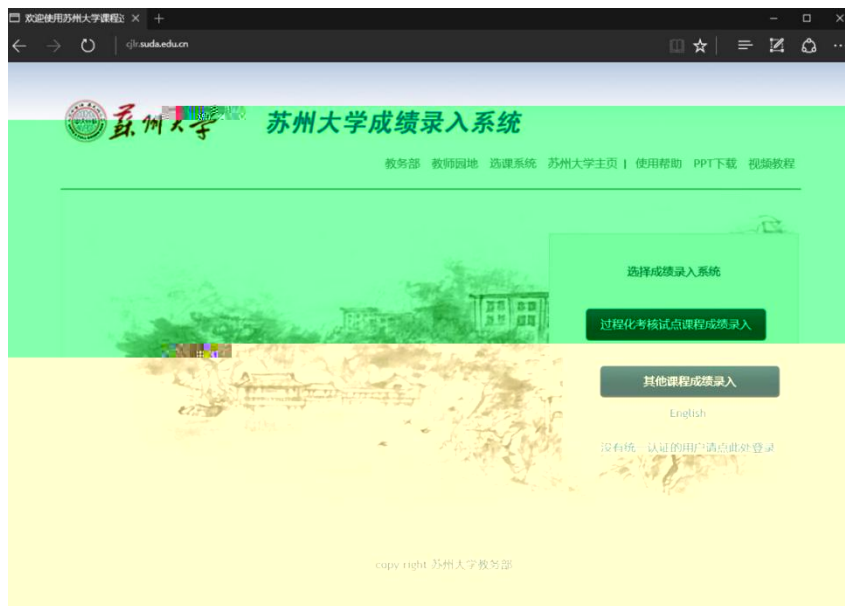 欢迎使用苏州大学课程
cjlr.suda.edu.cn
蘇州大学
苏州大学成绩录入系统
教务部 教师园地 选课系统 苏州大学主页 | 使用帮助 PPT下载 视频教程
选择成绩录入系统
过程化考核试点课程成绩录入
其他课程成绩录入
English
没有统一认证的用户请点此处登录
copy right 苏州大学教务部